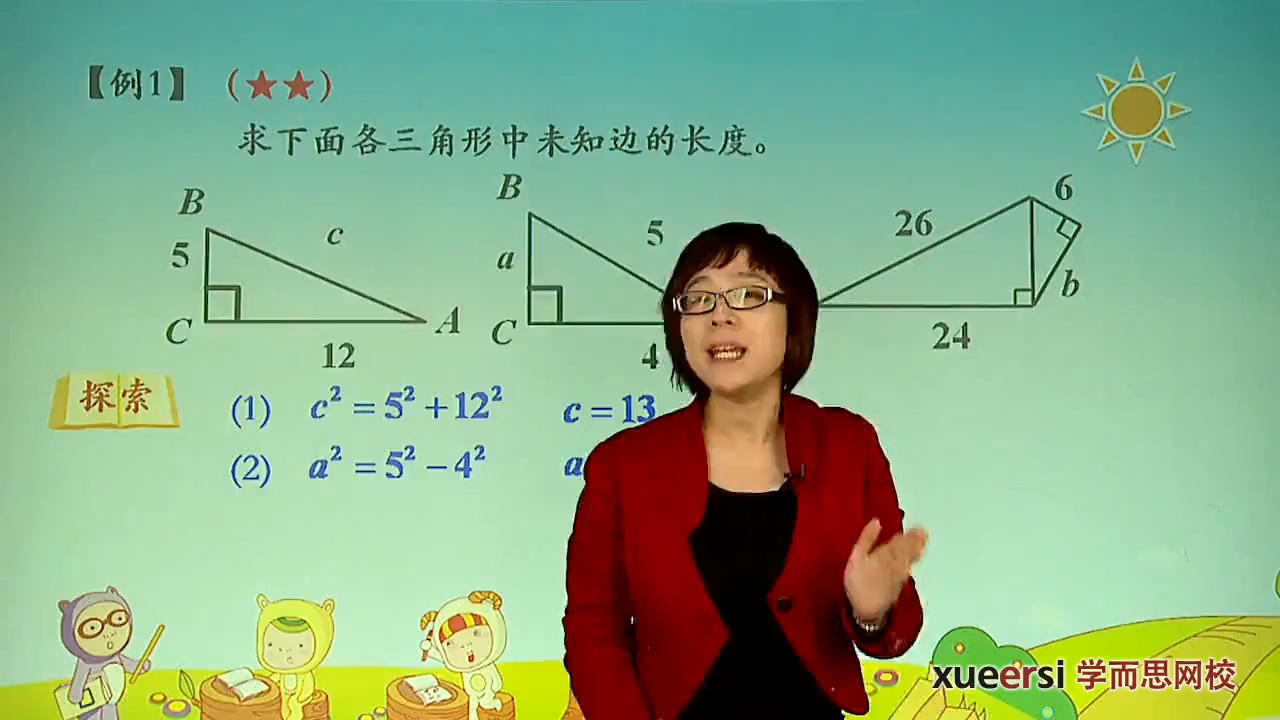 【例1】 (★★)
求下面各三角形中未知边的长度。
B
5
c
C
A
12
B
a
5
C
4
26
6
b
24
探索
(1) c² = 5² + 12² c = 13
(2) a² = 5² − 4² a
xueersi 学而思网校